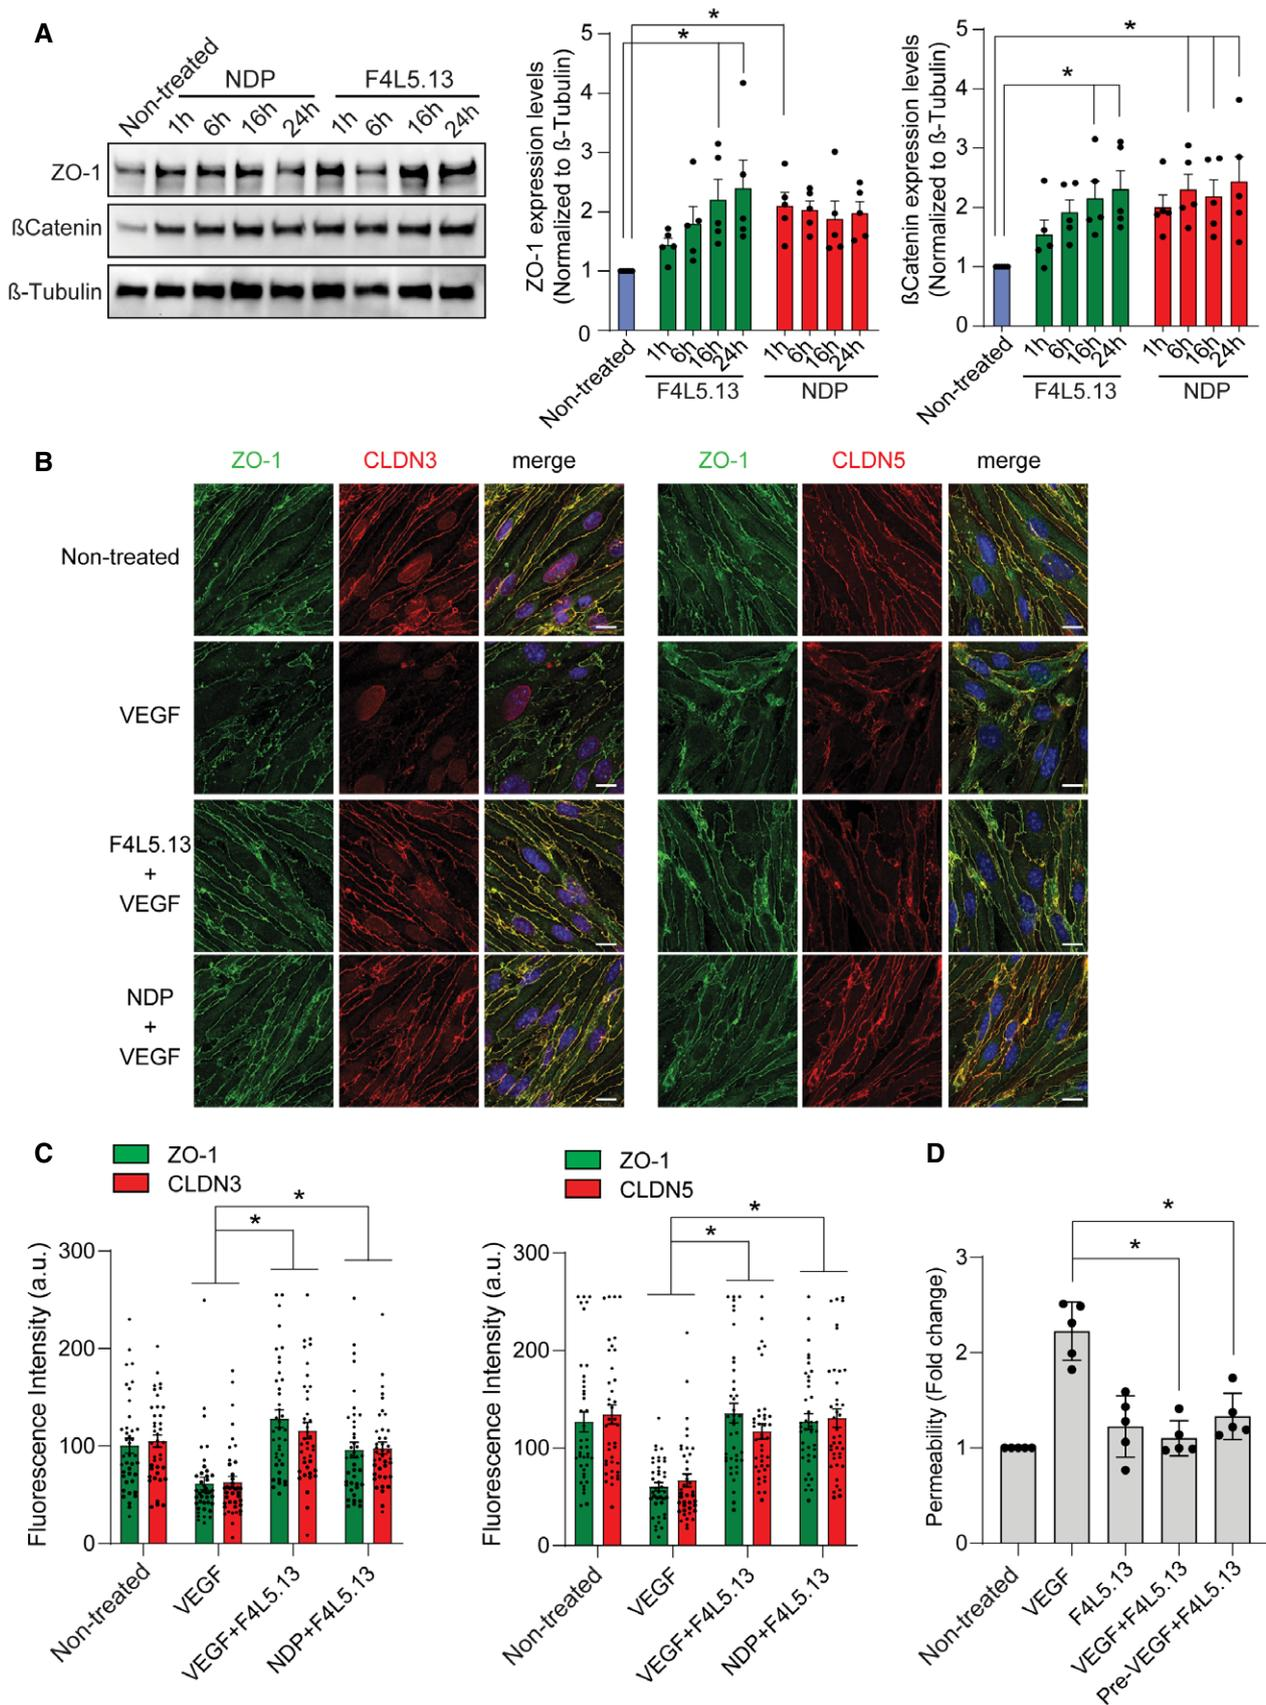 A
Non-treated
NDP
F4L5.13
1h 6h 16h 24h 1h 6h 16h 24h
ZO-1
ßCatenin
ß-Tubulin
ZO-1 expression levels
(Normalized to ß-Tubulin)
5
4
3
2
1
0
*
*
Non-treated
1h 6h 16h 24h
F4L5.13
1h 6h 16h 24h
NDP
ßCatenin expression levels
(Normalized to ß-Tubulin)
5
4
3
2
1
0
*
*
Non-treated
1h 6h 16h 24h
F4L5.13
1h 6h 16h 24h
NDP
B
ZO-1 CLDN3 merge ZO-1 CLDN5 merge
Non-treated
VEGF
F4L5.13
+
VEGF
NDP
+
VEGF
C
ZO-1
CLDN3
*
*
Fluorescence Intensity (a.u.)
300
200
100
0
Non-treated
VEGF
VEGF+F4L5.13
NDP+F4L5.13
ZO-1
CLDN5
*
*
Fluorescence Intensity (a.u.)
300
200
100
0
Non-treated
VEGF
VEGF+F4L5.13
NDP+F4L5.13
D
*
*
Permeability (Fold change)
3
2
1
0
Non-treated
VEGF
F4L5.13
VEGF+F4L5.13
Pre-VEGF+F4L5.13